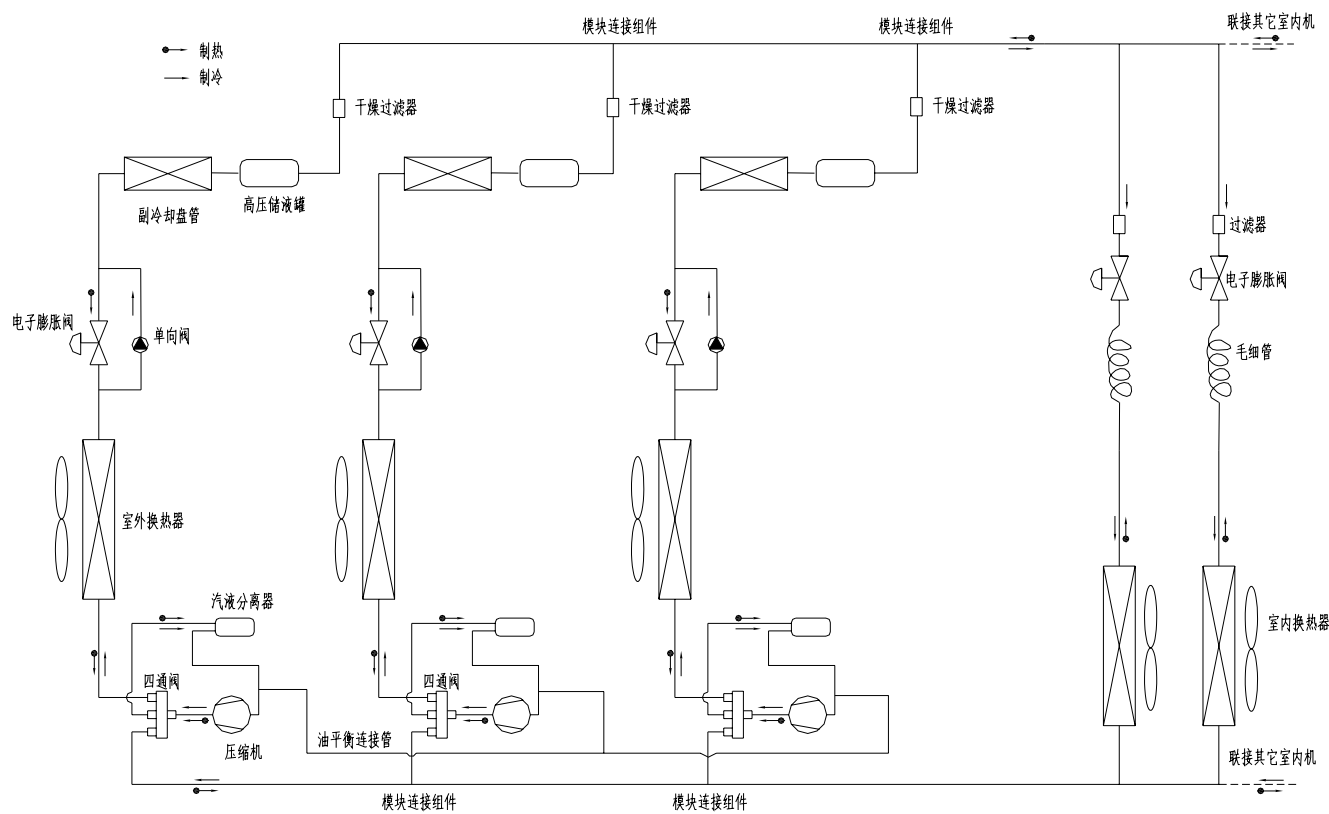 模块连接组件
模块连接组件
联接其它室内机
制热
制冷
干燥过滤器
干燥过滤器
干燥过滤器
副冷却盘管
高压储液罐
过滤器
电子膨胀阀
电子膨胀阀
单向阀
毛细管
室外换热器
汽液分离器
室内换热器
四通阀
四通阀
油平衡连接管
压缩机
联接其它室内机
模块连接组件
模块连接组件